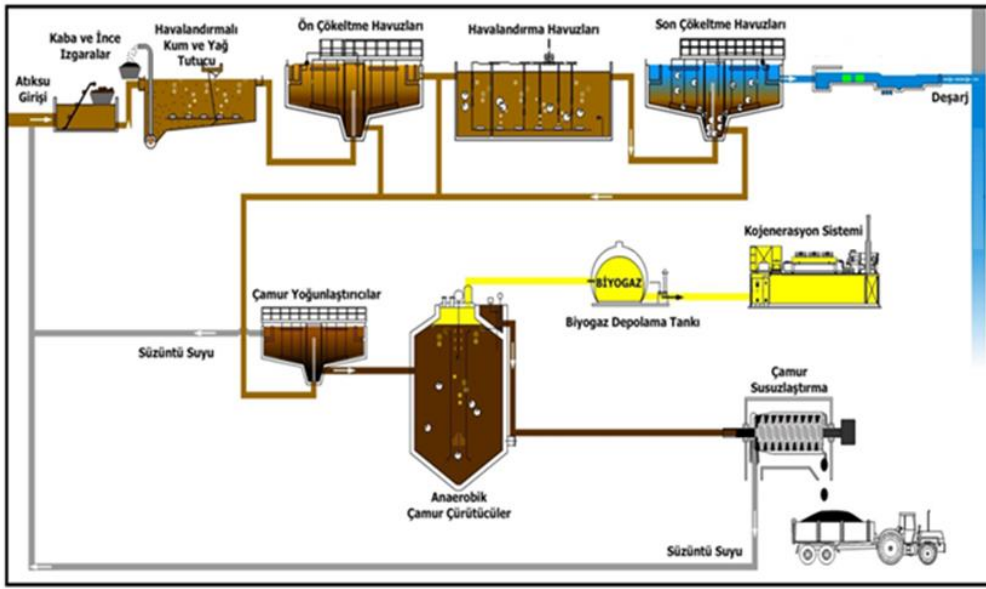 Kaba ve İnce
Izgaralar
Havalandırmalı
Kum ve Yağ
Tutucu
Ön Çökeltme Havuzları
Havalandırma Havuzları
Son Çökeltme Havuzları
Atıksu
Girişi
Deşarj
Kojenerasyon Sistemi
BİYOGAZ
Çamur Yoğunlaştırıcılar
Biyogaz Depolama Tankı
Süzüntü Suyu
Çamur
Susuzlaştırma
Anaerobik
Çamur Çürütücüler
Süzüntü Suyu